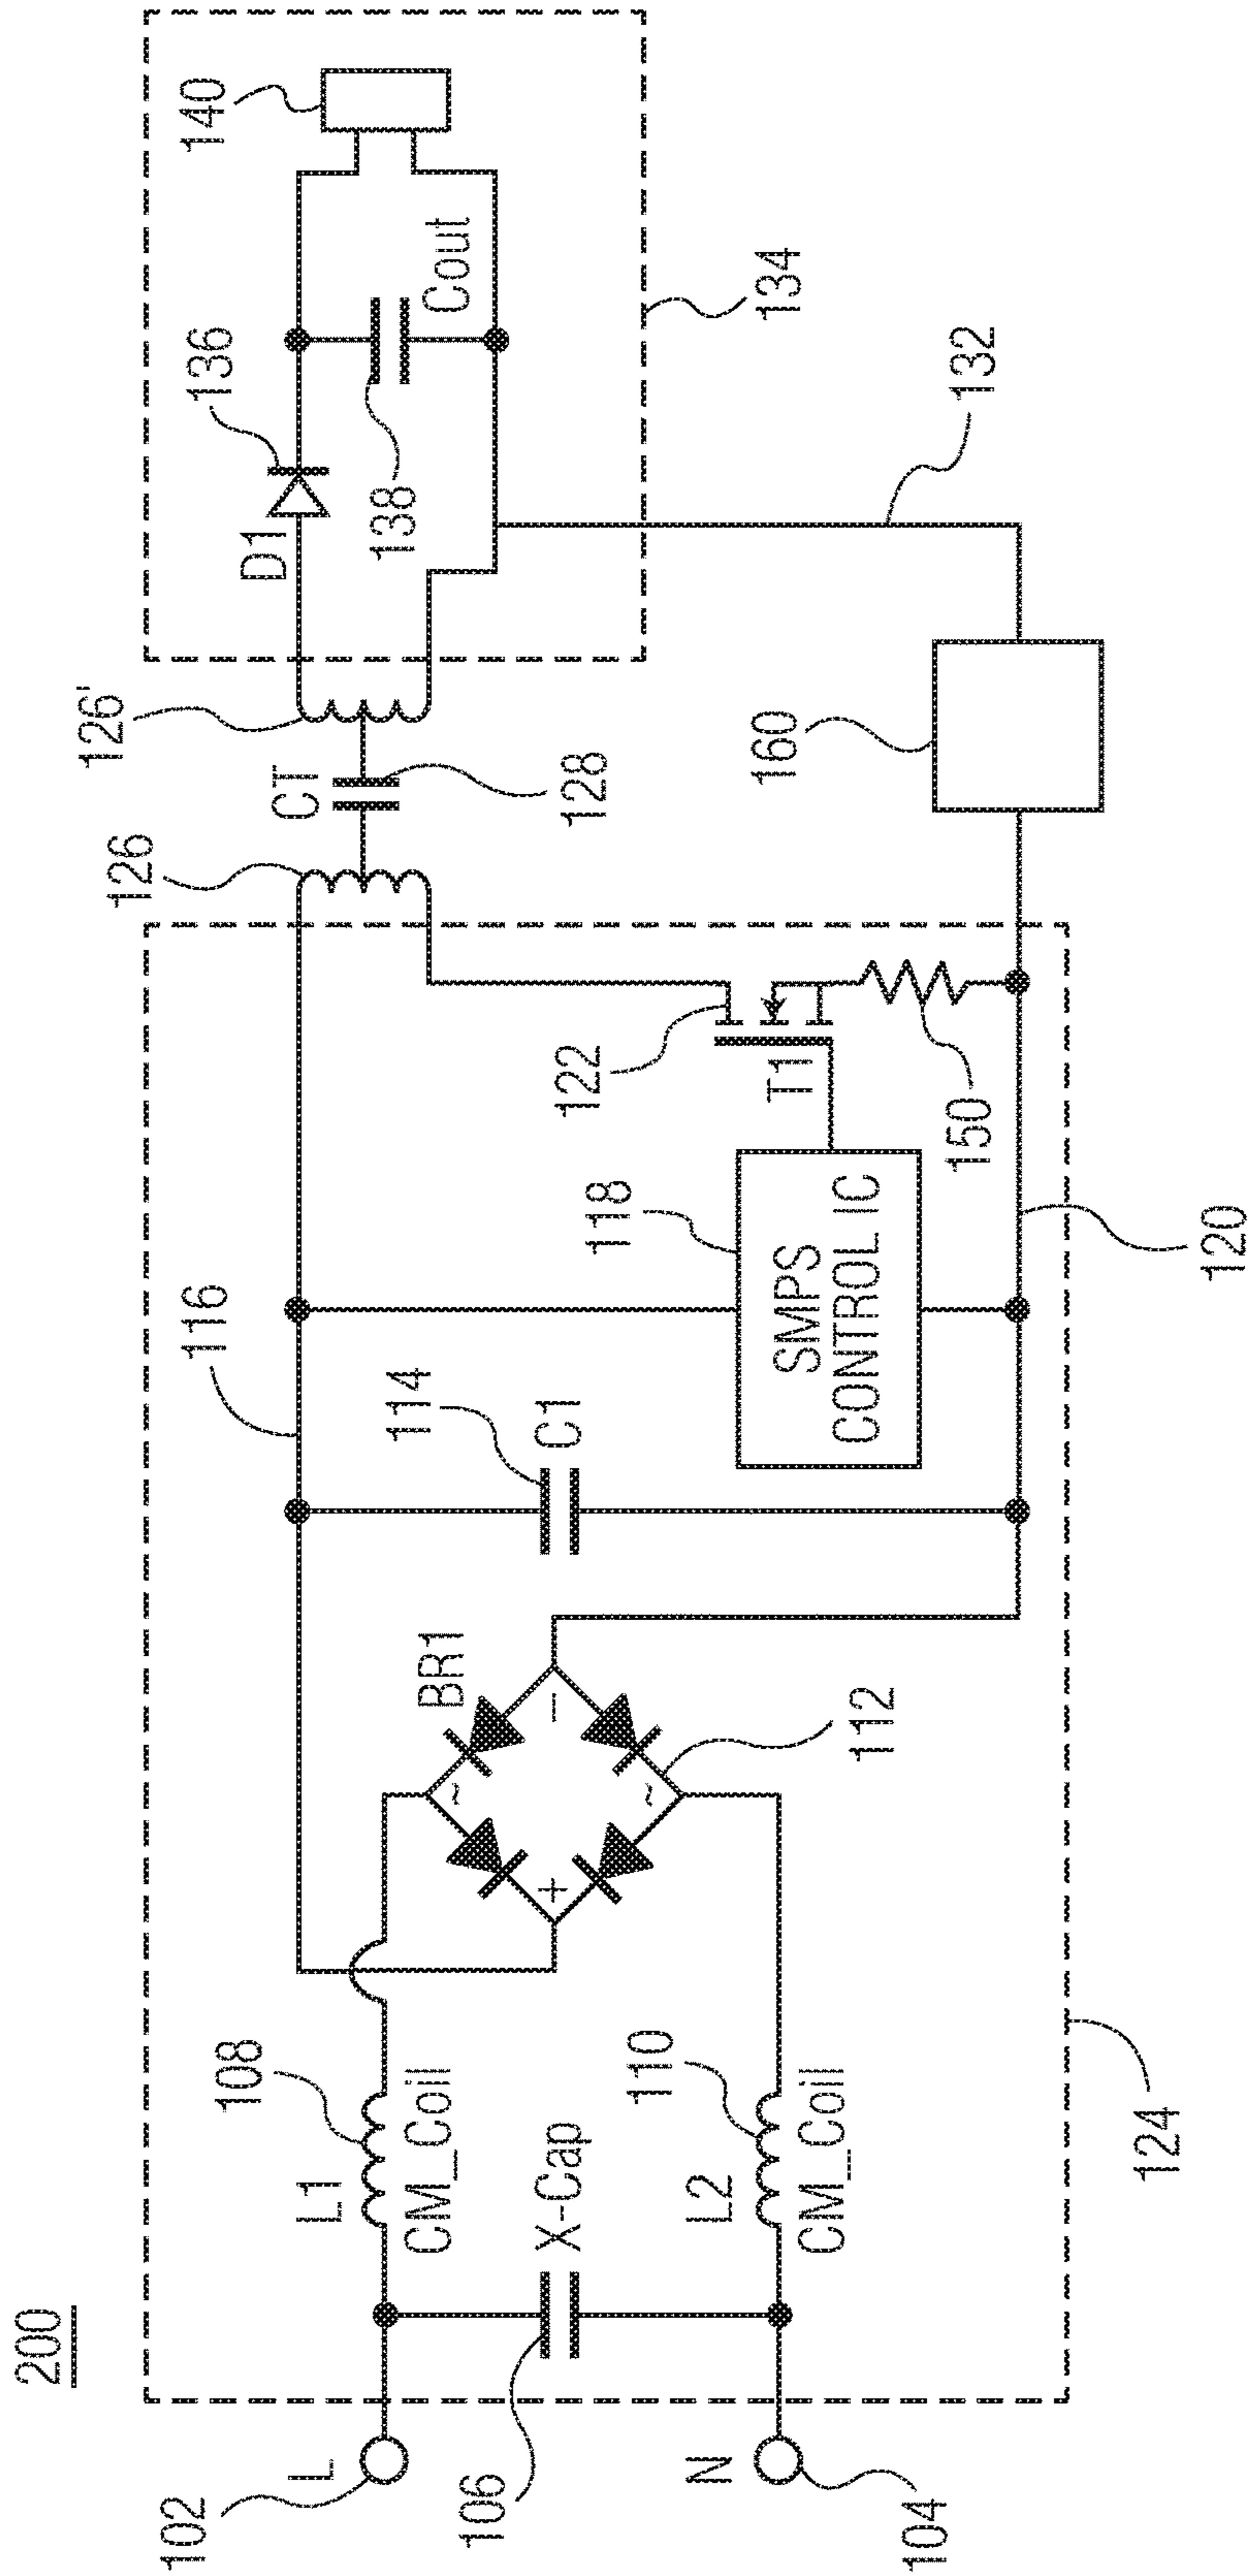 200
L
102
N
104
106
X-Cap
L1
108
CM_Coil
L2
110
CM_Coil
BR1
~
~
+
−
112
114
C1
116
118
SMPS
CONTROL IC
120
122
T1
150
124
126
CT
128
126'
160
132
134
D1
136
138
Cout
140